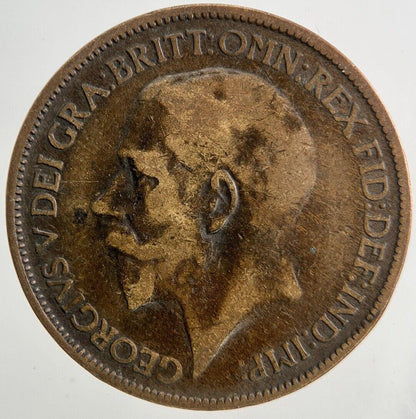 GEORGIVS V DEI GRA:BRITT:OMN:REX FID:DEF:IND:IMP: